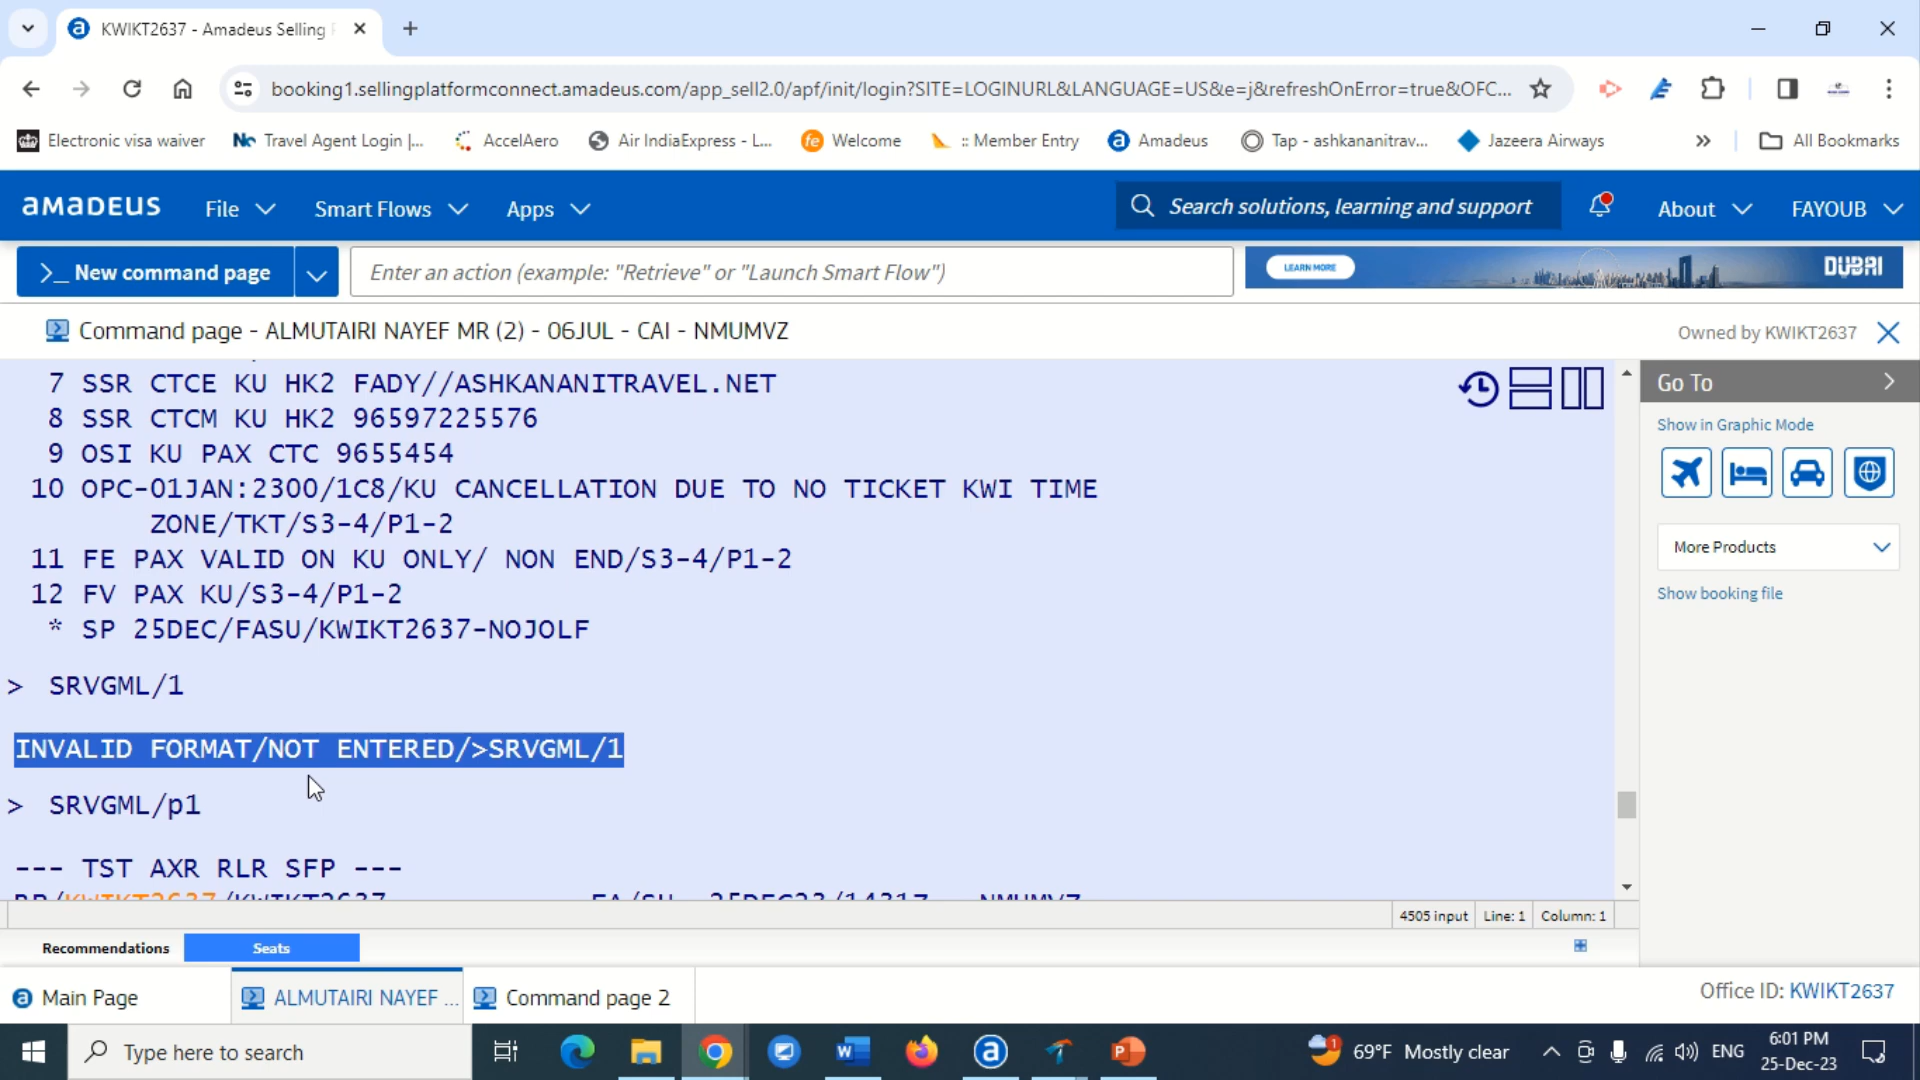 KWIKT2637 - Amadeus Selling
booking1.sellingplatformconnect.amadeus.com/app_sell2.0/apf/init/login?SITE=LOGINURL&LANGUAGE=US&e=j&refreshOnError=true&OFC...
Electronic visa waiver
Travel Agent Login |...
AccelAero
Air IndiaExpress - L...
Welcome
:: Member Entry
Amadeus
Tap - ashkananitrav...
Jazeera Airways
All Bookmarks
amadeus
File
Smart Flows
Apps
Search solutions, learning and support
About
FAYOUB
>_ New command page
Enter an action (example: "Retrieve" or "Launch Smart Flow")
LEARN MORE
DUBAI
Command page - ALMUTAIRI NAYEF MR (2) - 06JUL - CAI - NMUMVZ
Owned by KWIKT2637
7 SSR CTCE KU HK2 FADY//ASHKANANITRAVEL.NET
8 SSR CTCM KU HK2 96597225576
9 OSI KU PAX CTC 9655454
10 OPC-01JAN:2300/1C8/KU CANCELLATION DUE TO NO TICKET KWI TIME
ZONE/TKT/S3-4/P1-2
11 FE PAX VALID ON KU ONLY/ NON END/S3-4/P1-2
12 FV PAX KU/S3-4/P1-2
* SP 25DEC/FASU/KWIKT2637-NOJOLF
> SRVGML/1
INVALID FORMAT/NOT ENTERED/>SRVGML/1
> SRVGML/p1
--- TST AXR RLR SFP ---
RP/KWIKT2637/KWIKT2637 FA/SU 25DEC23/1431Z NMUMVZ
Go To
Show in Graphic Mode
More Products
Show booking file
4505 input
Line: 1
Column: 1
Recommendations
Seats
Main Page
ALMUTAIRI NAYEF ...
Command page 2
Office ID: KWIKT2637
Type here to search
69°F Mostly clear
ENG
6:01 PM
25-Dec-23